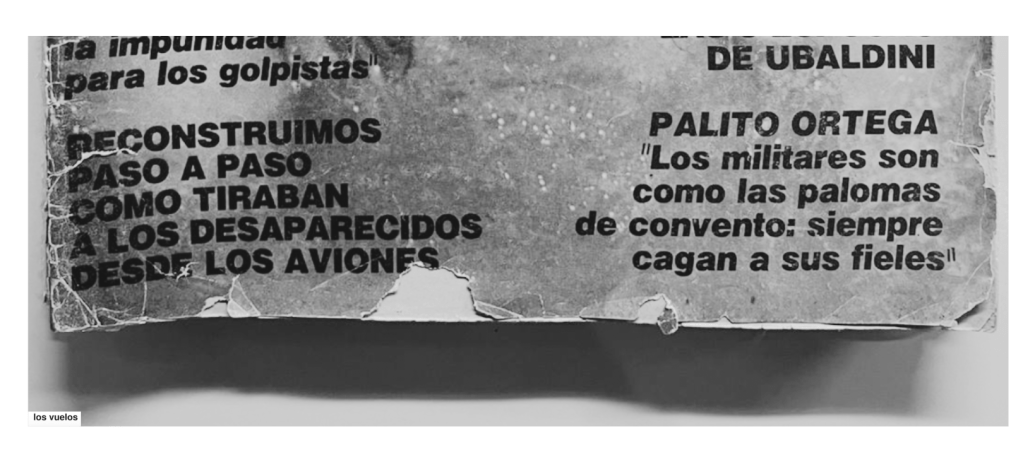 la impunidad
para los golpistas"
RECONSTRUIMOS
PASO A PASO
COMO TIRABAN
A LOS DESAPARECIDOS
DESDE LOS AVIONES
DE UBALDINI
PALITO ORTEGA
"Los militares son
como las palomas
de convento: siempre
cagan a sus fieles"
los vuelos